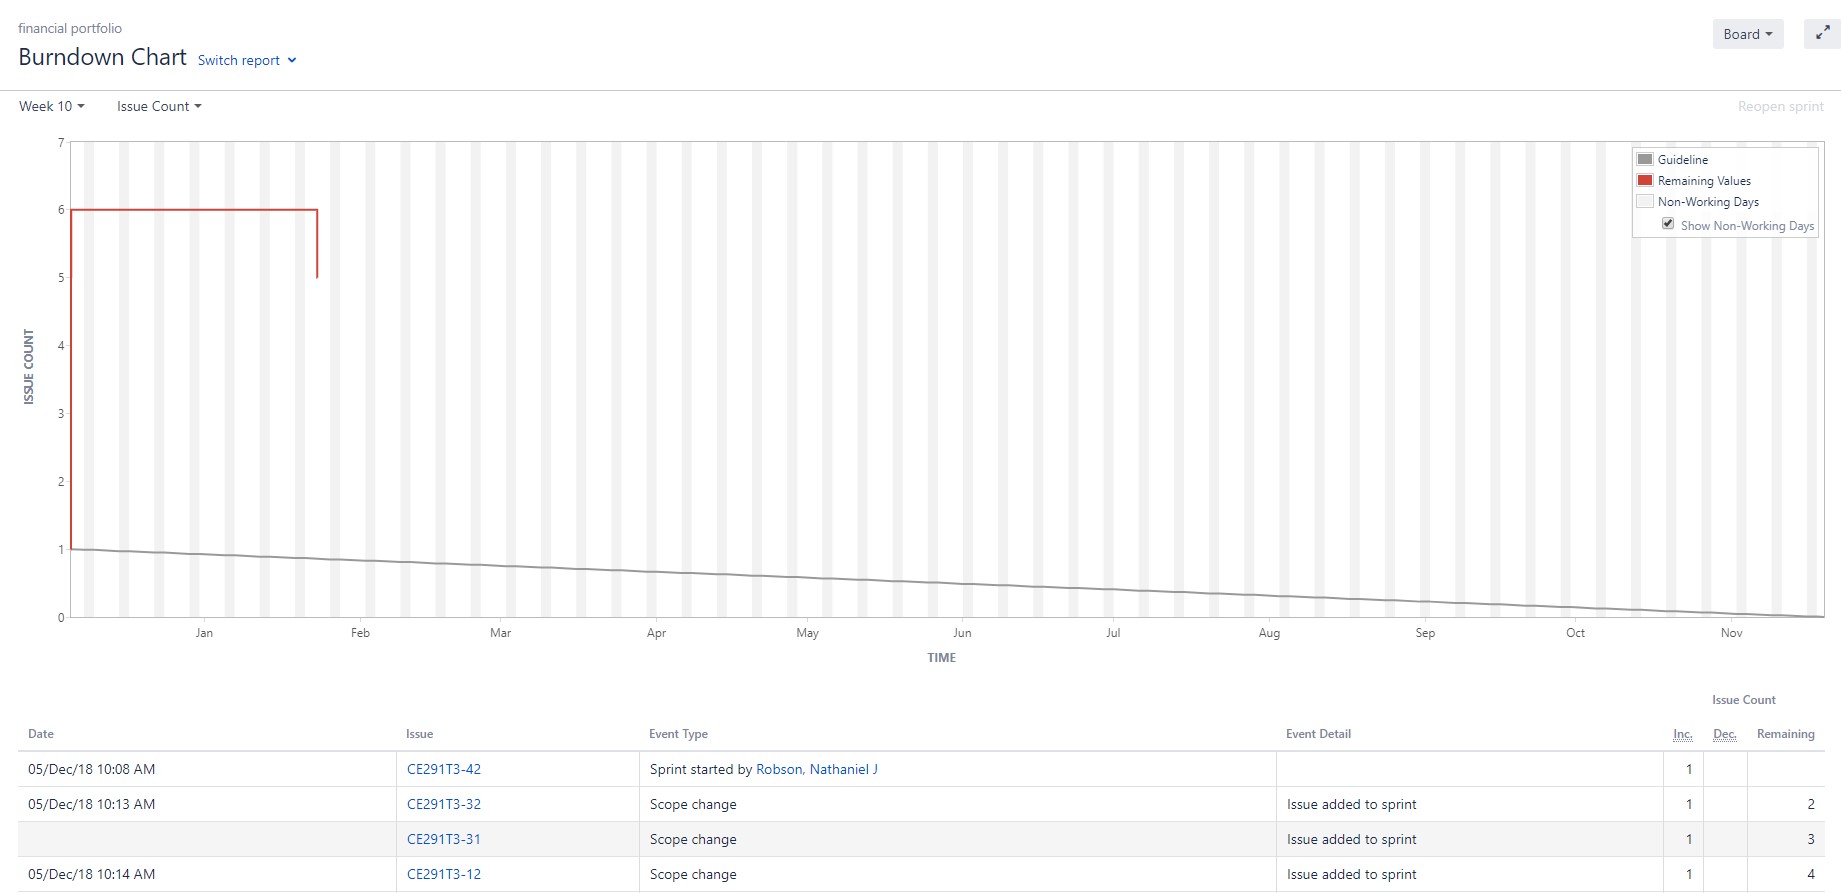 financial portfolio
Burndown Chart Switch report
Board
Week 10 Issue Count
Reopen sprint
7
6
5
4
3
2
1
0
ISSUE COUNT
Guideline
Remaining Values
Non-Working Days
Show Non-Working Days
Jan Feb Mar Apr May Jun Jul Aug Sep Oct Nov
TIME
Issue Count
Date Issue Event Type Event Detail Inc. Dec. Remaining
05/Dec/18 10:08 AM CE291T3-42 Sprint started by Robson, Nathaniel J 1
05/Dec/18 10:13 AM CE291T3-32 Scope change Issue added to sprint 1 2
CE291T3-31 Scope change Issue added to sprint 1 3
05/Dec/18 10:14 AM CE291T3-12 Scope change Issue added to sprint 1 4